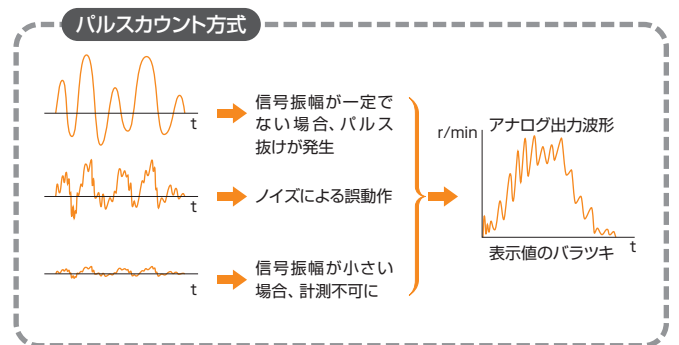 パルスカウント方式
t
信号振幅が一定で
ない場合、パルス
抜けが発生
t
ノイズによる誤動作
t
信号振幅が小さい
場合、計測不可に
r/min
アナログ出力波形
t
表示値のバラツキ